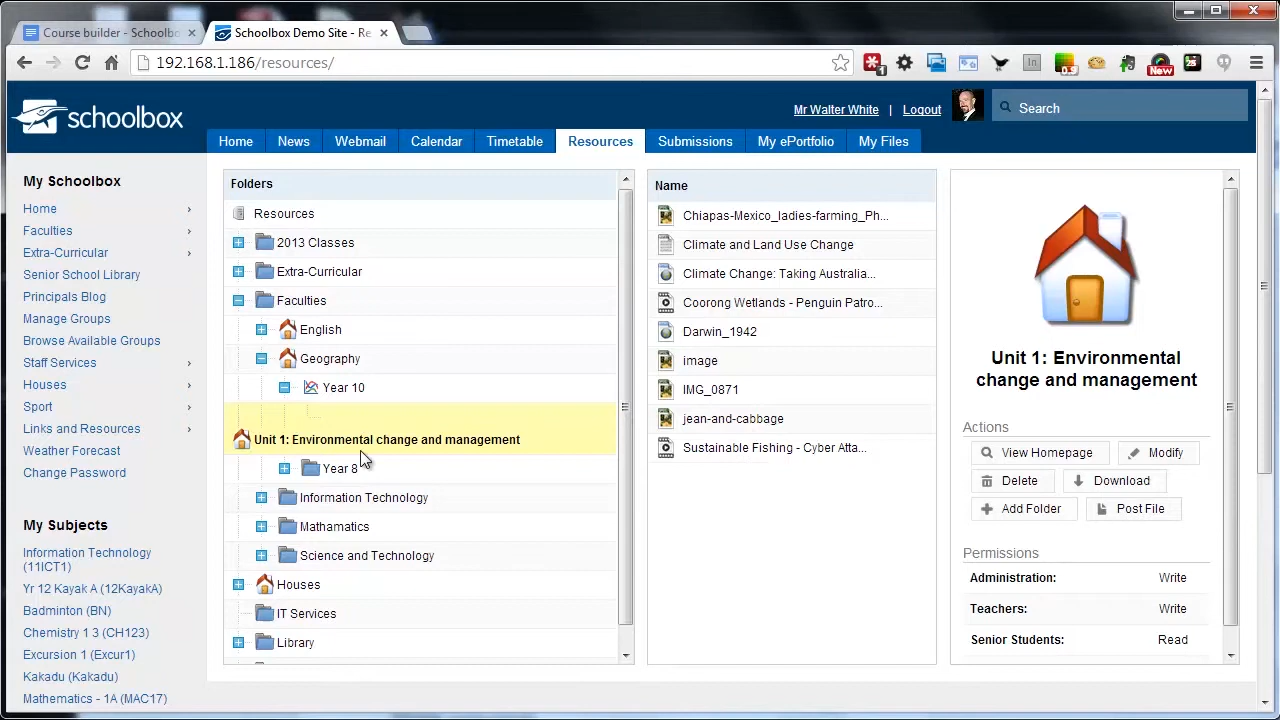 Course builder - Schoolbo
Schoolbox Demo Site - Re
192.168.1.186/resources/
1
In
0.9
New
schoolbox
Mr Walter White | Logout
Search
Home
News
Webmail
Calendar
Timetable
Resources
Submissions
My ePortfolio
My Files
My Schoolbox
Home
Faculties
Extra-Curricular
Senior School Library
Principals Blog
Manage Groups
Browse Available Groups
Staff Services
Houses
Sport
Links and Resources
Weather Forecast
Change Password
My Subjects
Information Technology
(11ICT1)
Yr 12 Kayak A (12KayakA)
Badminton (BN)
Chemistry 1 3 (CH123)
Excursion 1 (Excur1)
Kakadu (Kakadu)
Mathematics - 1A (MAC17)
Folders
Resources
2013 Classes
Extra-Curricular
Faculties
English
Geography
Year 10
Unit 1: Environmental change and management
Year 8
Information Technology
Mathamatics
Science and Technology
Houses
IT Services
Library
Name
Chiapas-Mexico_ladies-farming_Ph...
Climate and Land Use Change
Climate Change: Taking Australia...
Coorong Wetlands - Penguin Patro...
Darwin_1942
image
IMG_0871
jean-and-cabbage
Sustainable Fishing - Cyber Atta...
Unit 1: Environmental
change and management
Actions
View Homepage
Modify
Delete
Download
Add Folder
Post File
Permissions
Administration: Write
Teachers: Write
Senior Students: Read